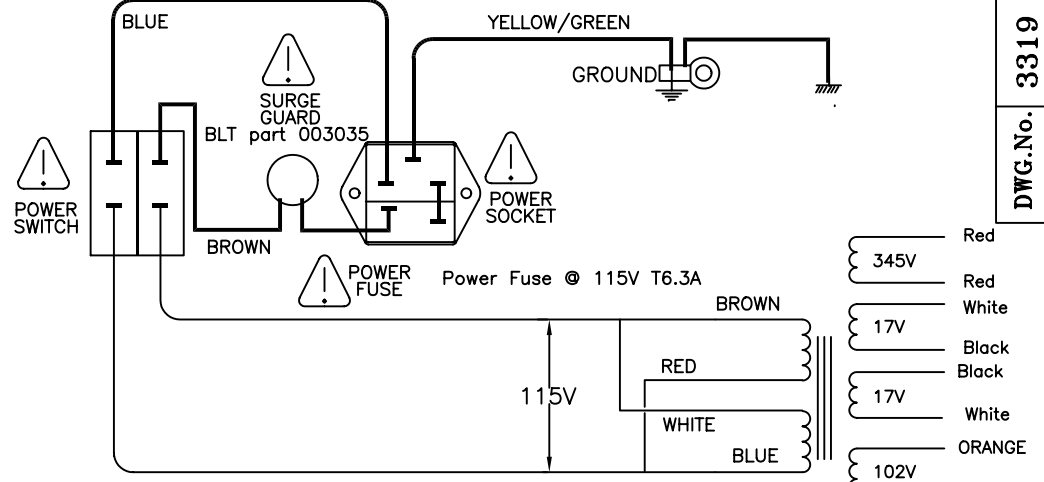 BLUE
YELLOW/GREEN
GROUND
SURGE
GUARD
BLT part 003035
POWER
SWITCH
POWER
SOCKET
BROWN
POWER
FUSE
Power Fuse @ 115V T6.3A
BROWN
RED
115V
WHITE
BLUE
DWG.No. 3319
Red
345V
Red
White
17V
Black
Black
17V
White
ORANGE
102V